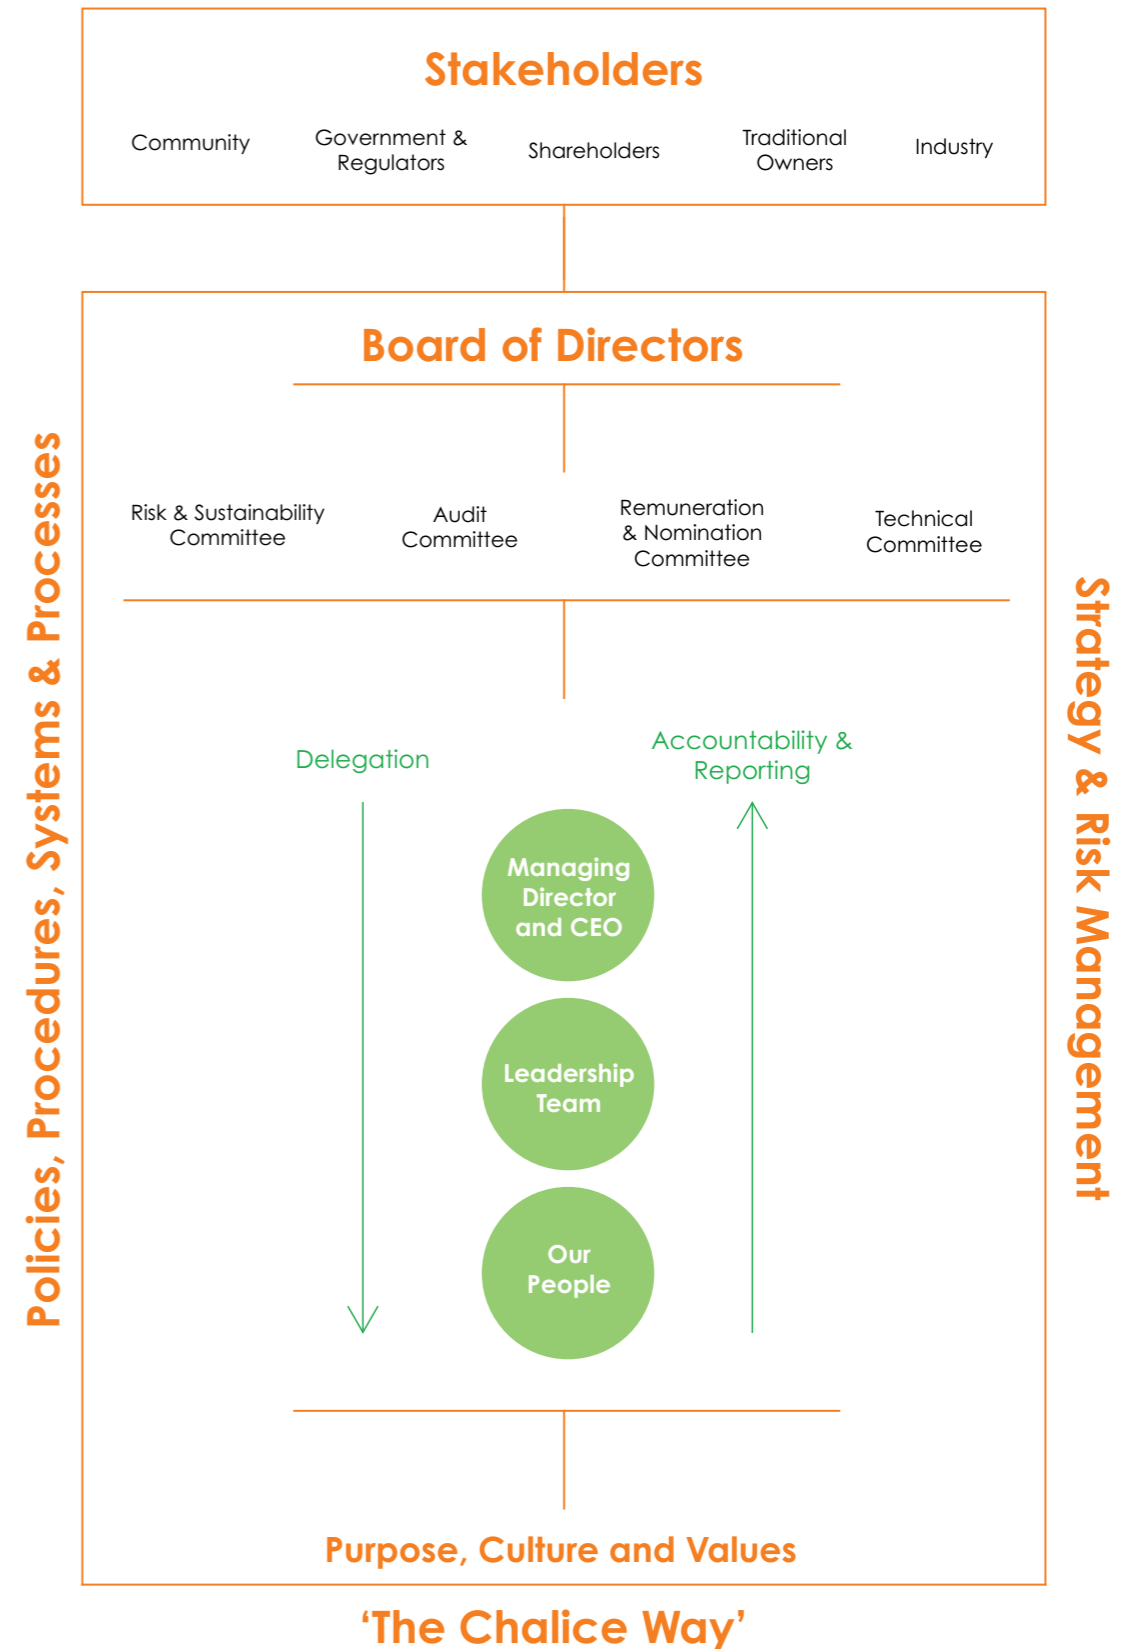 Stakeholders
Community
Government &
Regulators
Shareholders
Traditional
Owners
Industry
Board of Directors
Risk & Sustainability
Committee
Audit
Committee
Remuneration
& Nomination
Committee
Technical
Committee
Policies, Procedures, Systems & Processes
Strategy & Risk Management
Delegation
Accountability &
Reporting
Managing
Director
and CEO
Leadership
Team
Our
People
Purpose, Culture and Values
‘The Chalice Way’